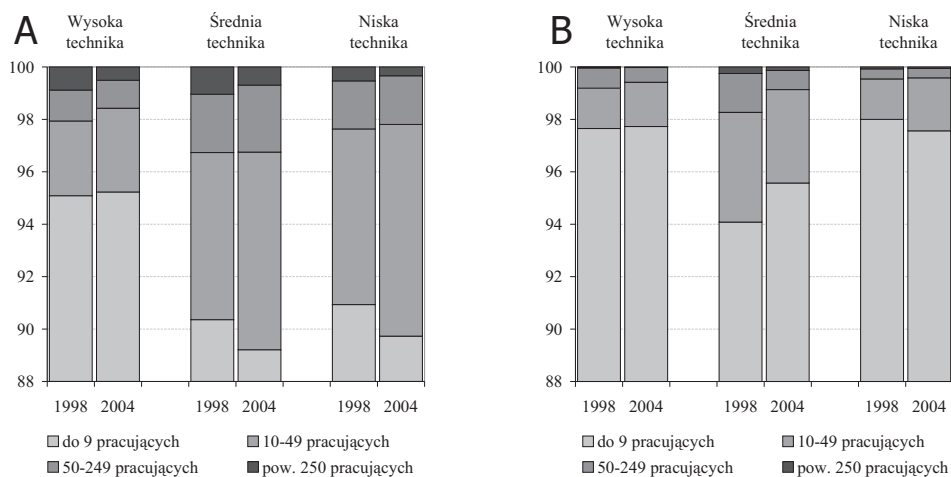 A
Wysoka
technika
Średnia
technika
Niska
technika
100
98
96
94
92
90
88
1998 2004 1998 2004 1998 2004
do 9 pracujących 10-49 pracujących
50-249 pracujących pow. 250 pracujących
B
Wysoka
technika
Średnia
technika
Niska
technika
100
98
96
94
92
90
88
1998 2004 1998 2004 1998 2004
do 9 pracujących 10-49 pracujących
50-249 pracujących pow. 250 pracujących